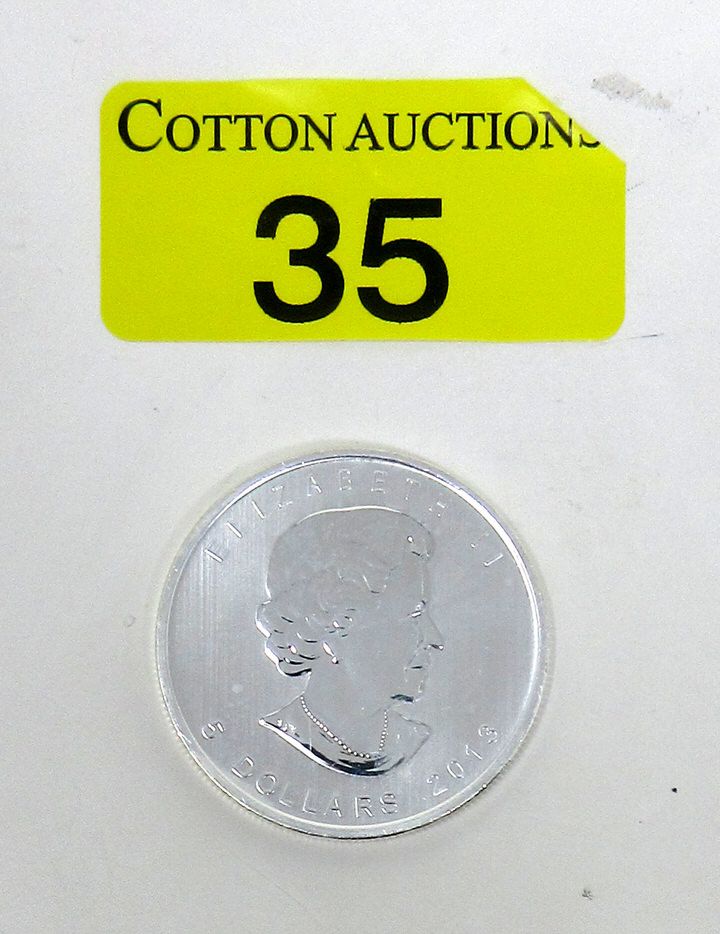 COTTON AUCTIONS
35
ELIZABETH II
5 DOLLARS 2013